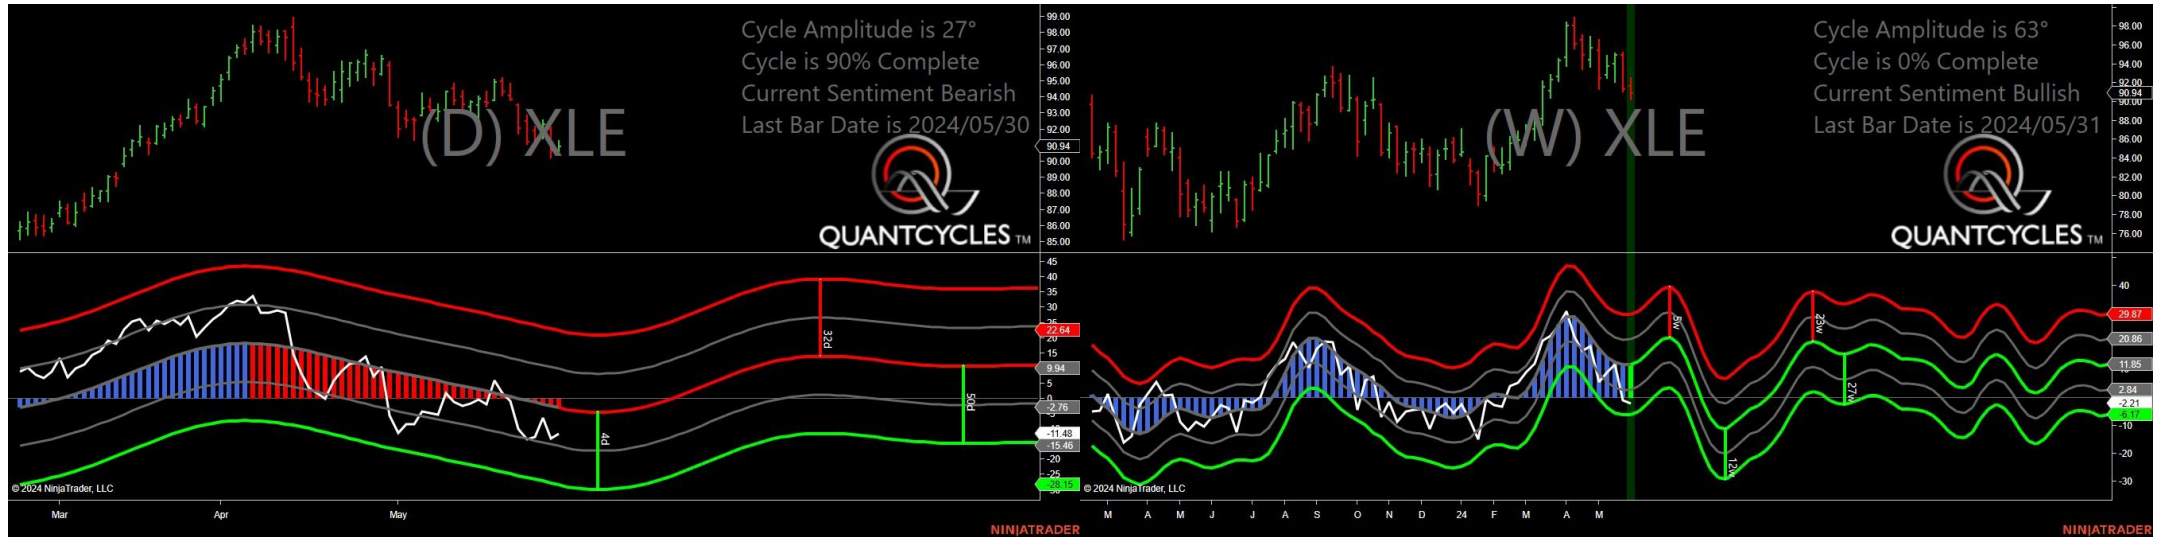 Cycle Amplitude is 27°
Cycle is 90% Complete
Current Sentiment Bearish
Last Bar Date is 2024/05/30
(D) XLE
QUANTCYCLES TM
99.00
98.00
97.00
96.00
95.00
94.00
93.00
92.00
90.94
90.00
89.00
88.00
87.00
86.00
85.00
45
40
35
30
25
22.64
20
15
9.94
5
0
-2.76
-11.48
-15.46
-20
-25
-28.15
32d
50d
4d
© 2024 NinjaTrader, LLC
Mar Apr May
NINJATRADER
Cycle Amplitude is 63°
Cycle is 0% Complete
Current Sentiment Bullish
Last Bar Date is 2024/05/31
(W) XLE
QUANTCYCLES TM
98.00
96.00
94.00
92.00
90.94
90.00
88.00
86.00
84.00
82.00
80.00
78.00
76.00
40
29.87
20.86
11.85
2.84
-2.21
-6.17
-10
-20
-30
5w
23w
27w
12w
© 2024 NinjaTrader, LLC
M A M J J A S O N D 24 F M A M
NINJATRADER